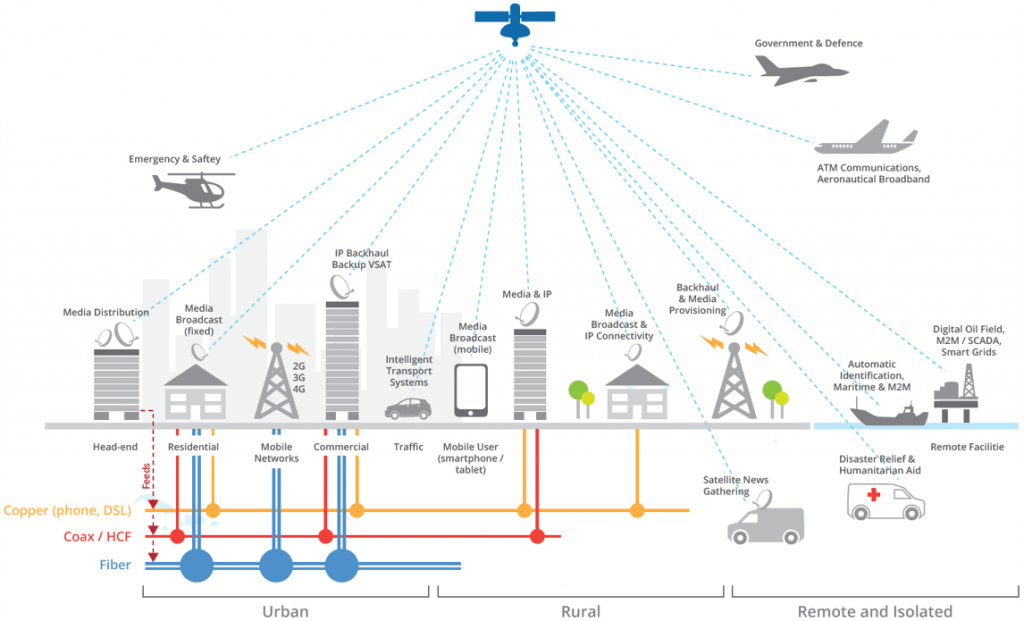 Government & Defence
Emergency & Saftey
ATM Communications,
Aeronautical Broadband
IP Backhaul
Backup VSAT
Media Distribution
Media
Broadcast
(fixed)
2G
3G
4G
Intelligent
Transport
Systems
Media
Broadcast
(mobile)
Media & IP
Media
Broadcast &
IP Connectivity
Backhaul
& Media
Provisioning
Automatic
Identification,
Maritime & M2M
Digital Oil Field,
M2M / SCADA,
Smart Grids
Head-end
Residential
Mobile
Networks
Commercial
Traffic
Mobile User
(smartphone /
tablet)
Remote Facilitie
Satellite News
Gathering
Disaster Relief &
Humanitarian Aid
Feeds
Copper (phone, DSL)
Coax / HCF
Fiber
Urban
Rural
Remote and Isolated